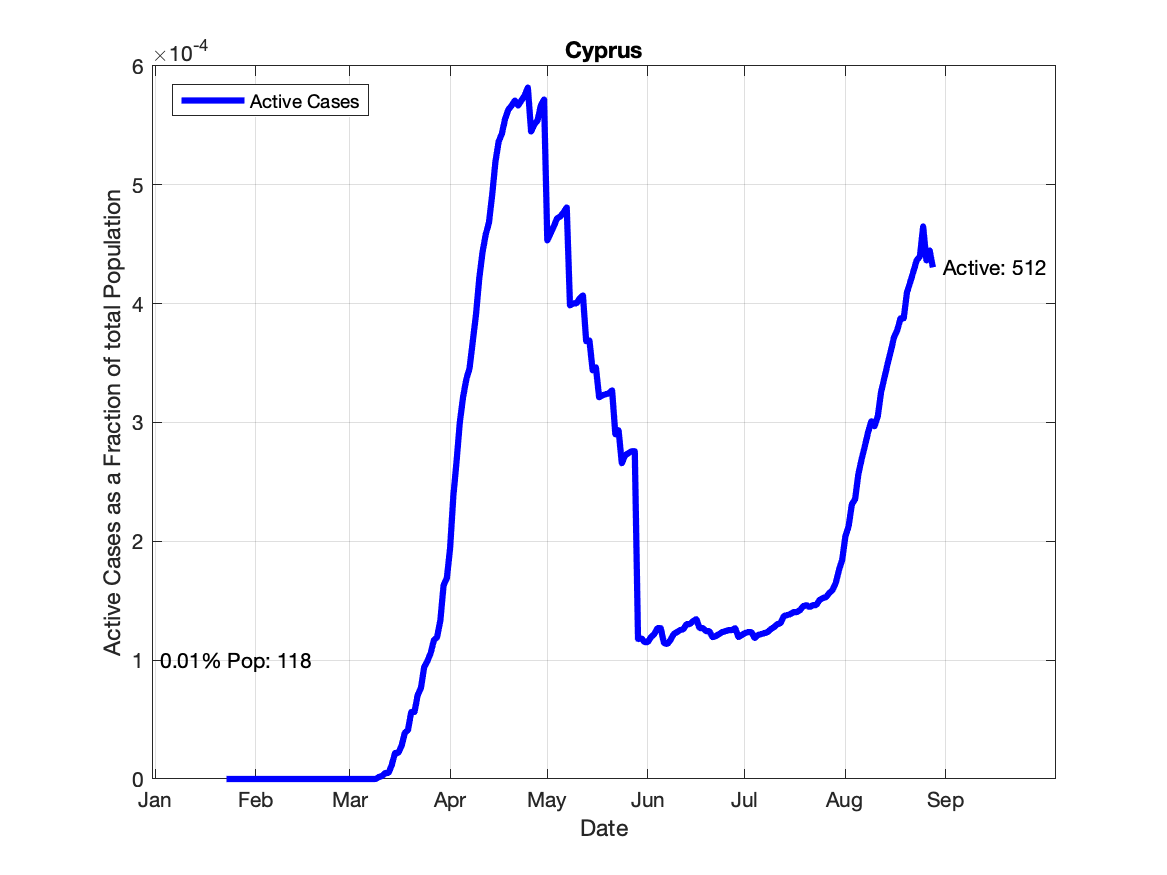 Cyprus
×10-4
6
5
4
3
2
1
0
Active Cases
Active: 512
0.01% Pop: 118
Active Cases as a Fraction of total Population
Jan Feb Mar Apr May Jun Jul Aug Sep
Date